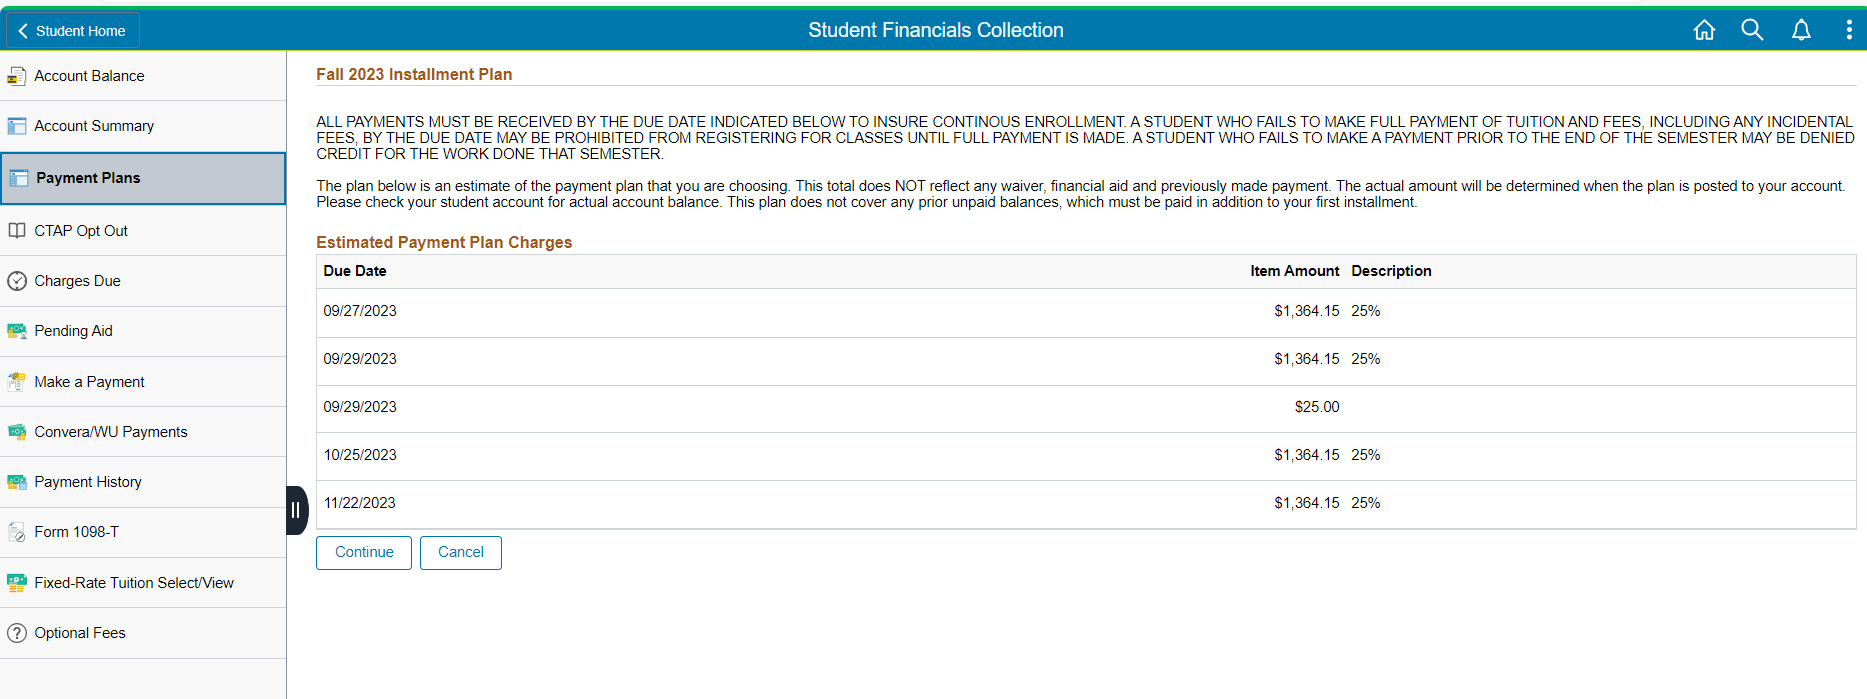 Student Home
Student Financials Collection
Account Balance
Account Summary
Payment Plans
CTAP Opt Out
Charges Due
Pending Aid
Make a Payment
Convera/WU Payments
Payment History
Form 1098-T
Fixed-Rate Tuition Select/View
Optional Fees
Fall 2023 Installment Plan
ALL PAYMENTS MUST BE RECEIVED BY THE DUE DATE INDICATED BELOW TO INSURE CONTINOUS ENROLLMENT. A STUDENT WHO FAILS TO MAKE FULL PAYMENT OF TUITION AND FEES, INCLUDING ANY INCIDENTAL
FEES, BY THE DUE DATE MAY BE PROHIBITED FROM REGISTERING FOR CLASSES UNTIL FULL PAYMENT IS MADE. A STUDENT WHO FAILS TO MAKE A PAYMENT PRIOR TO THE END OF THE SEMESTER MAY BE DENIED
CREDIT FOR THE WORK DONE THAT SEMESTER.
The plan below is an estimate of the payment plan that you are choosing. This total does NOT reflect any waiver, financial aid and previously made payment. The actual amount will be determined when the plan is posted to your account.
Please check your student account for actual account balance. This plan does not cover any prior unpaid balances, which must be paid in addition to your first installment.
Estimated Payment Plan Charges
Due Date Item Amount Description
09/27/2023 $1,364.15 25%
09/29/2023 $1,364.15 25%
09/29/2023 $25.00
10/25/2023 $1,364.15 25%
11/22/2023 $1,364.15 25%
Continue Cancel